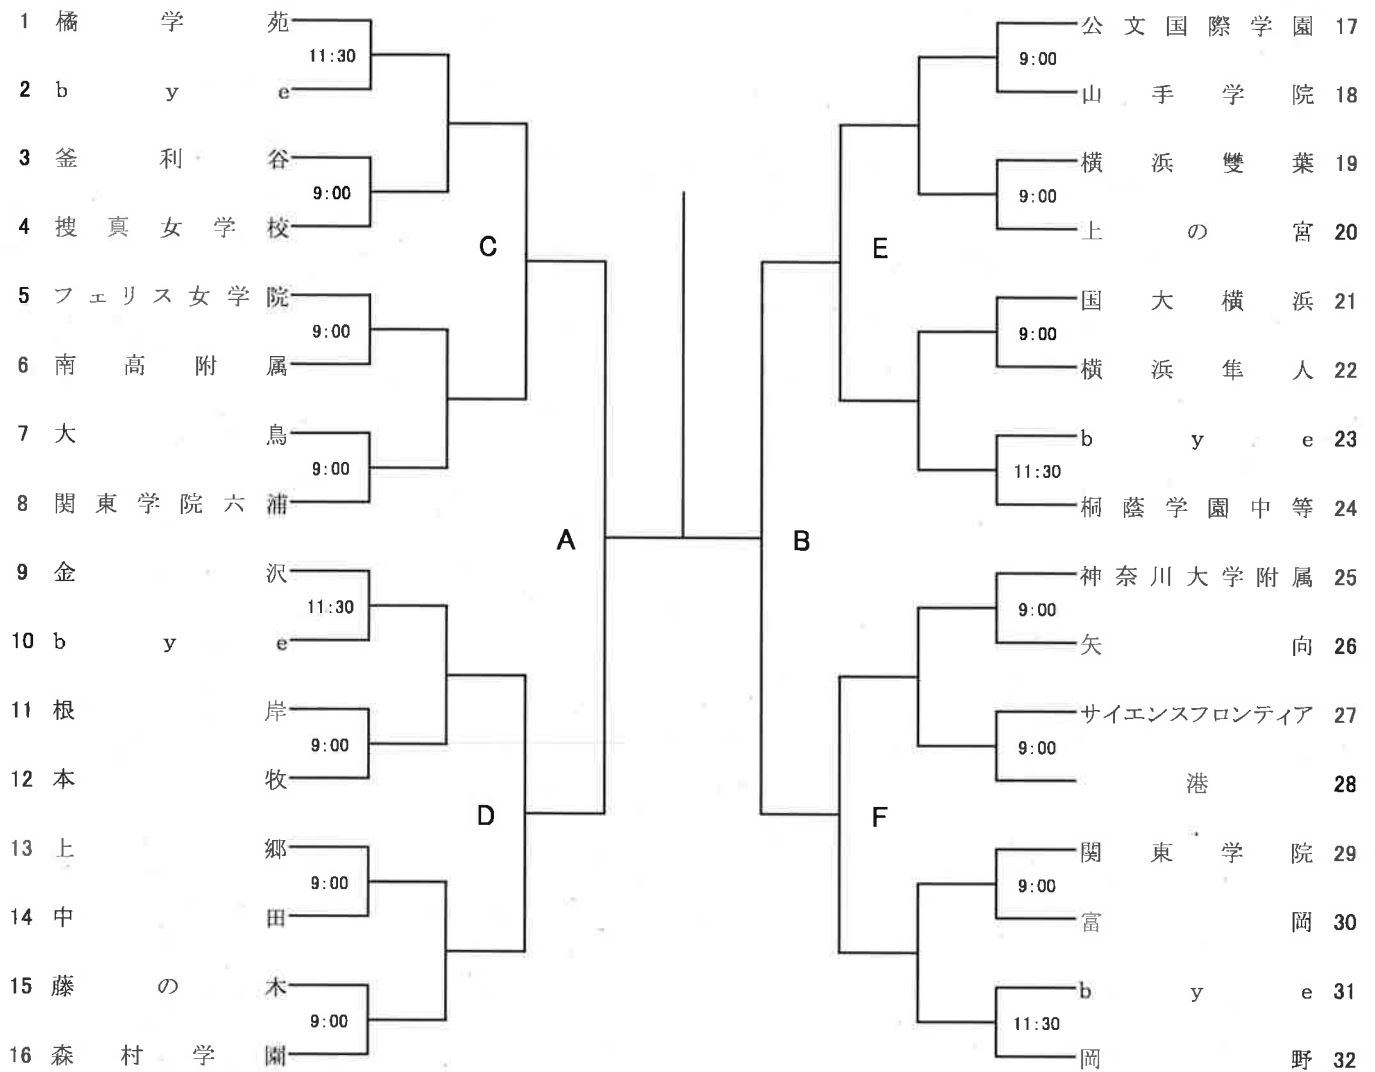 1 橘学苑
11:30
2 bye
3 釜利谷
9:00
4 捜真女学校
C
5 フェリス女学院
9:00
6 南高附属
7 大鳥
9:00
8 関東学院六浦
A
9 金沢
11:30
10 bye
11 根岸
9:00
12 本牧
D
13 上郷
9:00
14 中田
15 藤の木
9:00
16 森村学園
公文国際学園 17
9:00
山手学院 18
横浜雙葉 19
9:00
上の宮 20
E
国大横浜 21
9:00
横浜隼人 22
bye 23
11:30
桐蔭学園中等 24
B
神奈川大学附属 25
9:00
矢向 26
サイエンスフロンティア 27
9:00
港 28
F
関東学院 29
9:00
富岡 30
bye 31
11:30
岡野 32